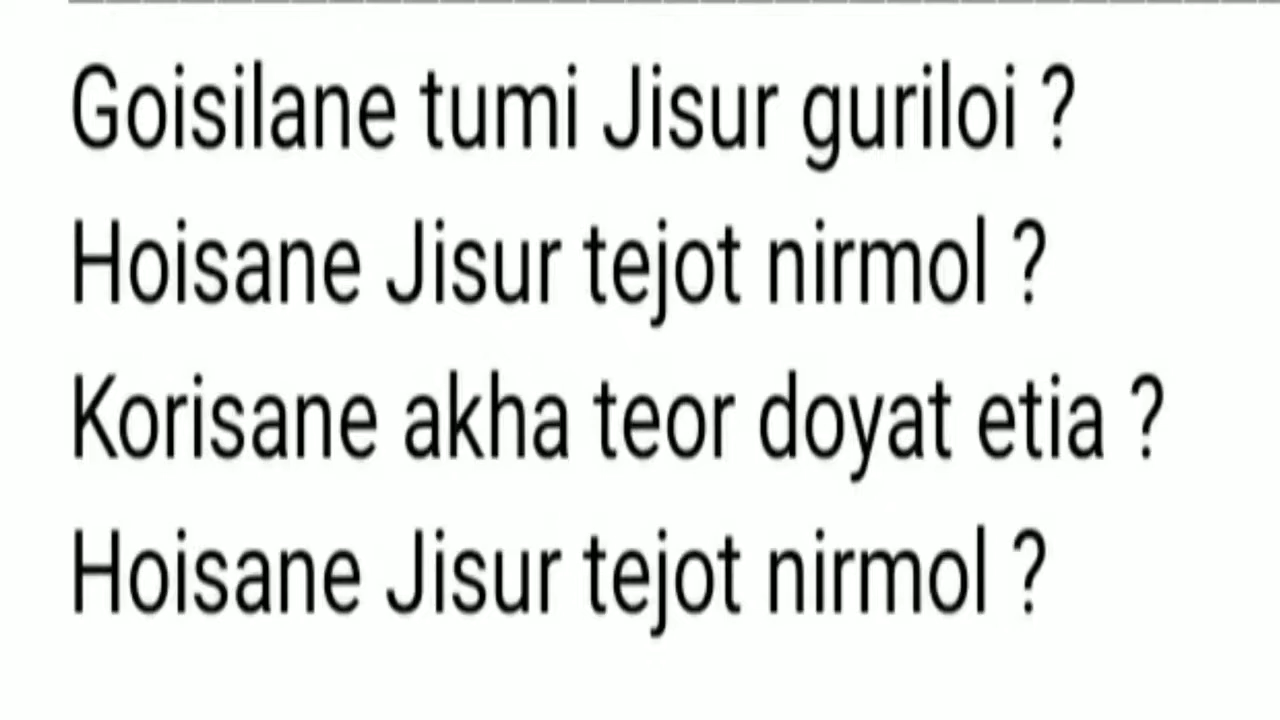 Goisilane tumi Jisur guriloi ?
Hoisane Jisur tejot nirmol ?
Korisane akha teor doyat etia ?
Hoisane Jisur tejot nirmol ?